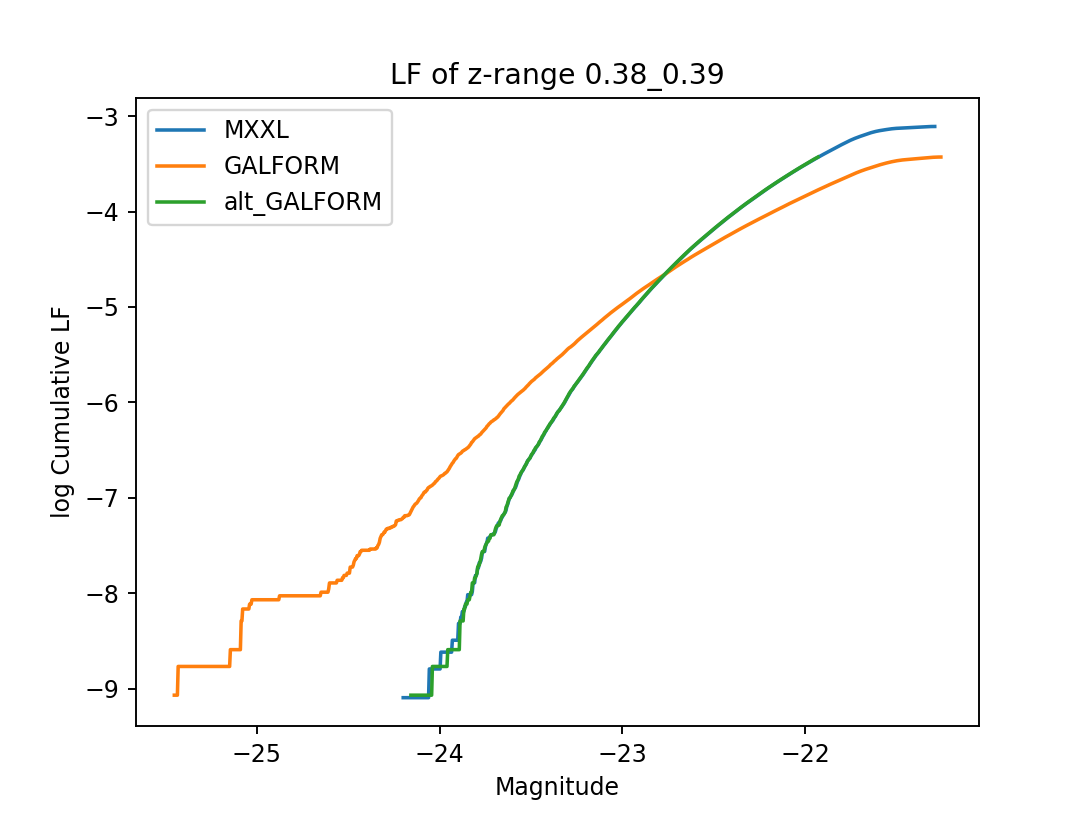 LF of z-range 0.38_0.39
MXXL
GALFORM
alt_GALFORM
log Cumulative LF
−3
−4
−5
−6
−7
−8
−9
−25
−24
−23
−22
Magnitude